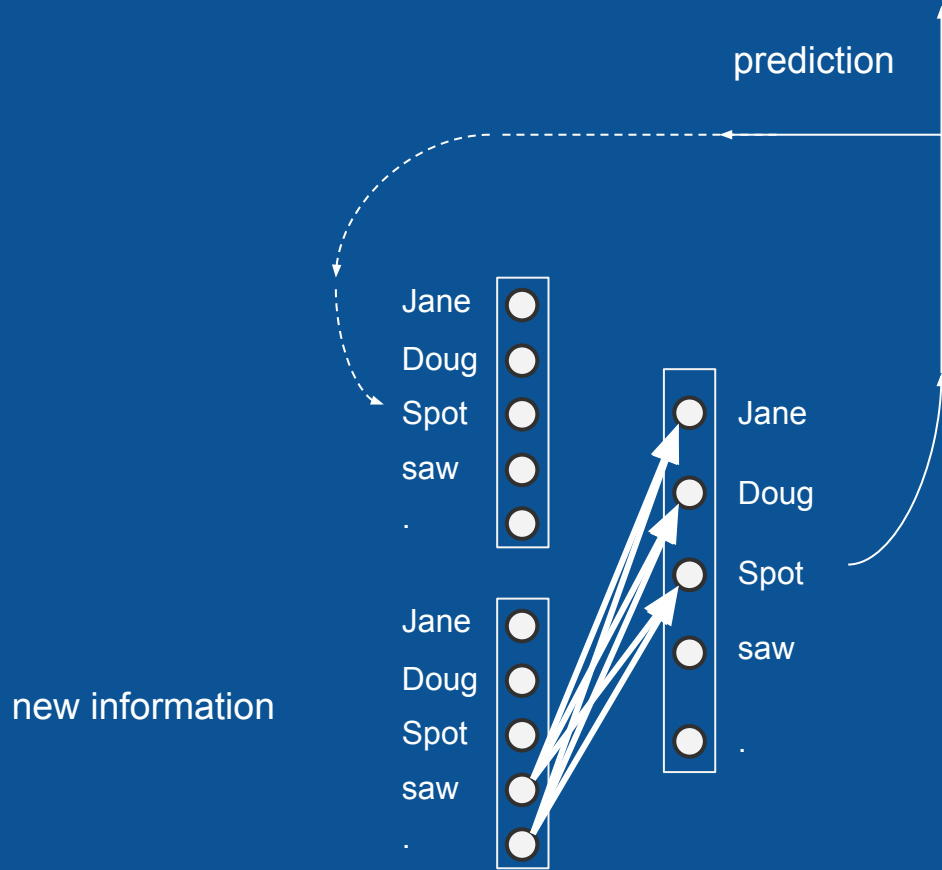 prediction
Jane
Doug
Spot
saw
.
Jane
Doug
Spot
saw
.
new information
Jane
Doug
Spot
saw
.